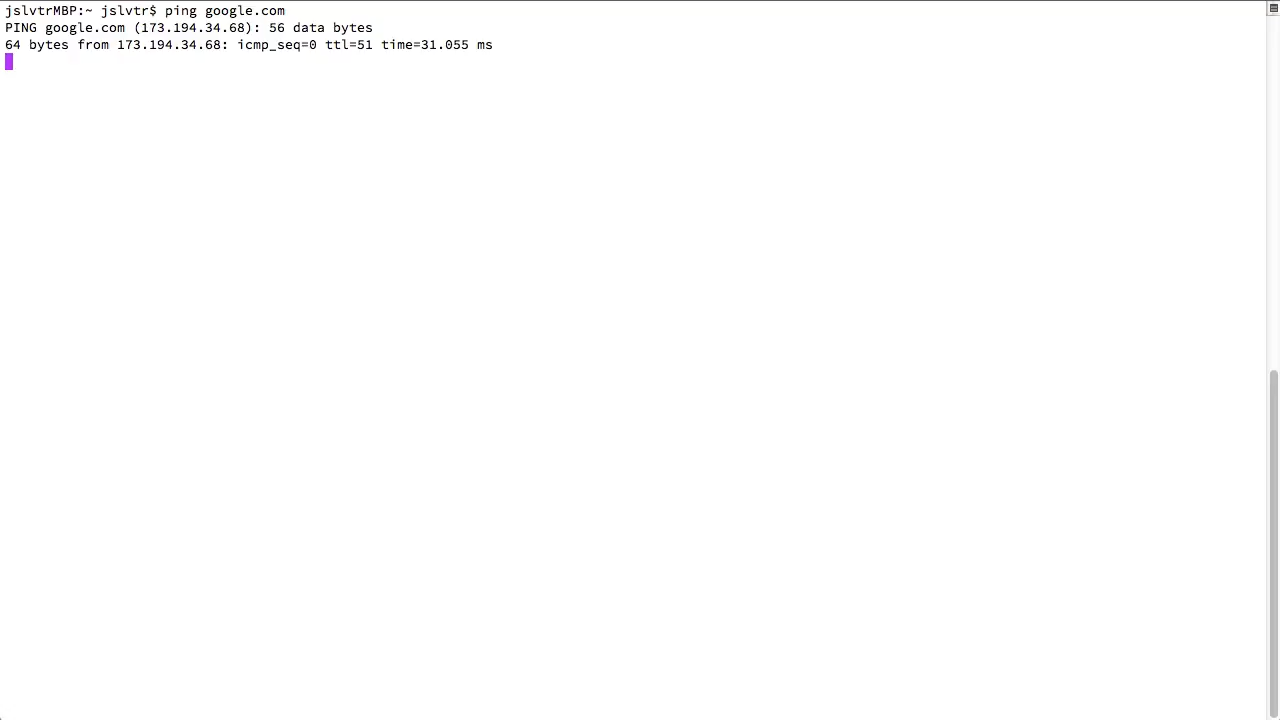 jslvtrMBP:~ jslvtr$ ping google.com
PING google.com (173.194.34.68): 56 data bytes
64 bytes from 173.194.34.68: icmp_seq=0 ttl=51 time=31.055 ms